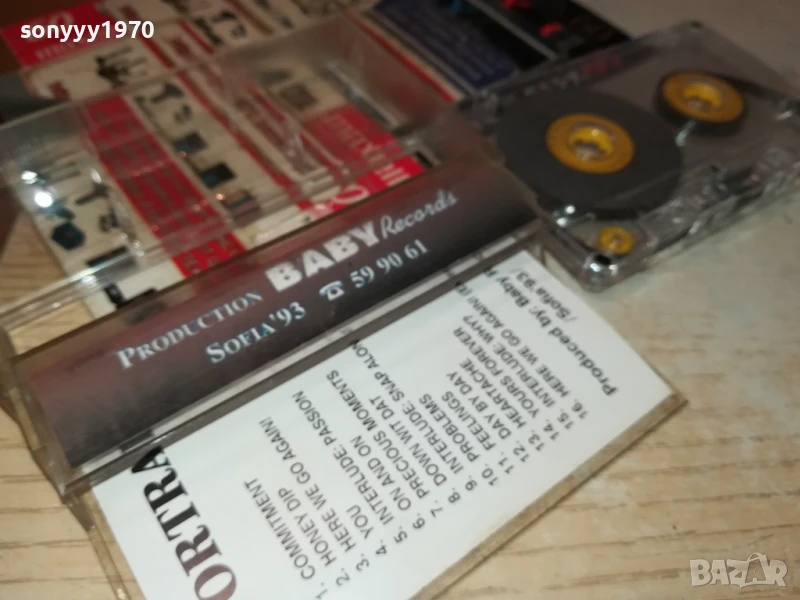 sonyyy1970
PRODUCTION BABY Records
SOFIA'93 ☎ 59 90 61
ORTRA
1. COMMITMENT
2. HONEY DIP
3. HERE WE GO AGAIN!
4. YOU
5. INTERLUDE: PASSION
6. ON AND ON
7. PRECIOUS MOMENTS
8. DOWN WIT DAT
9. INTERLUDE: SNAP ALON
10. PROBLEMS
11. FEELINGS
12. DAY BY DAY
13. HEARTACHE
14. YOURS FOREVER
15. INTERLUDE: WHY?
16. HERE WE GO AGAIN!
Produced by Baby R
/Sofia'93/
BAZAR